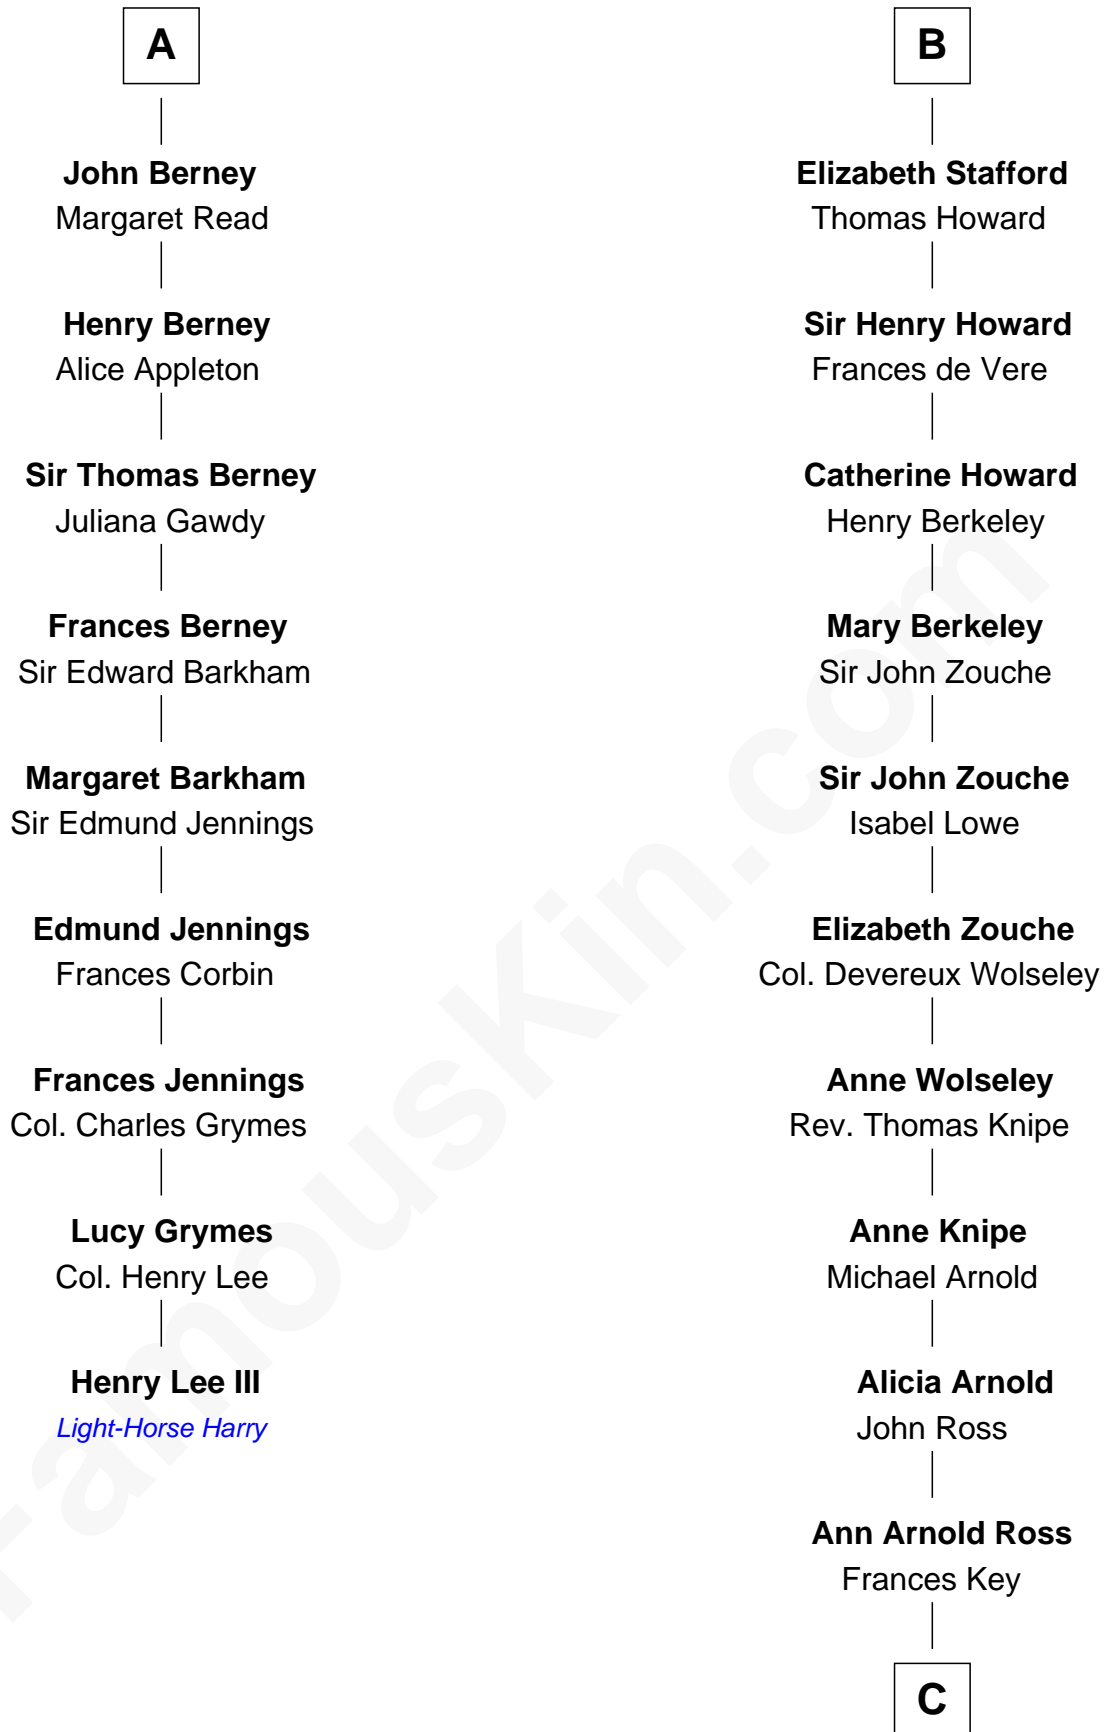 A
John Berney
Margaret Read
Henry Berney
Alice Appleton
Sir Thomas Berney
Juliana Gawdy
Frances Berney
Sir Edward Barkham
Margaret Barkham
Sir Edmund Jennings
Edmund Jennings
Frances Corbin
Frances Jennings
Col. Charles Grymes
Lucy Grymes
Col. Henry Lee
Henry Lee III
Light-Horse Harry
B
Elizabeth Stafford
Thomas Howard
Sir Henry Howard
Frances de Vere
Catherine Howard
Henry Berkeley
Mary Berkeley
Sir John Zouche
Sir John Zouche
Isabel Lowe
Elizabeth Zouche
Col. Devereux Wolseley
Anne Wolseley
Rev. Thomas Knipe
Anne Knipe
Michael Arnold
Alicia Arnold
John Ross
Ann Arnold Ross
Frances Key
C
FamousKin.com